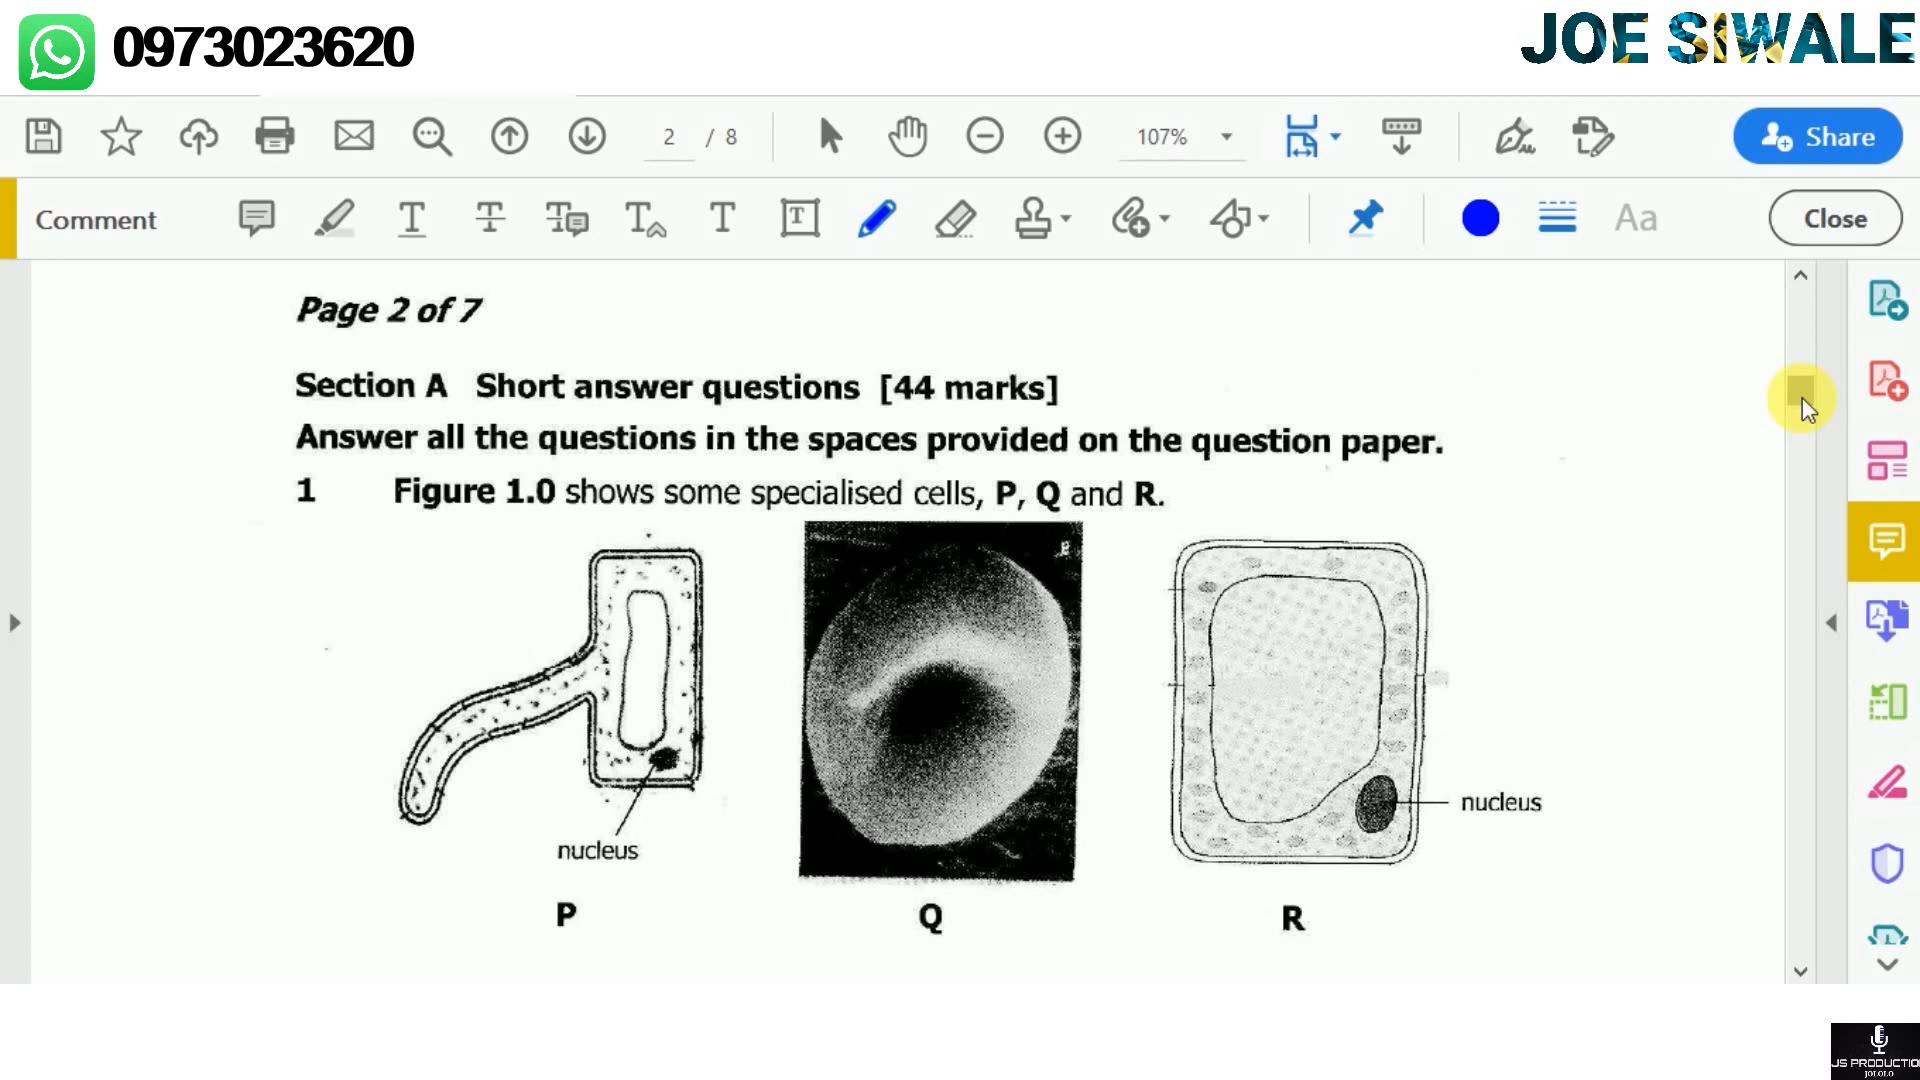 0973023620
JOE SIWALE
2 / 8
107%
Share
Comment
Aa
Close
Page 2 of 7
Section A Short answer questions [44 marks]
Answer all the questions in the spaces provided on the question paper.
1 Figure 1.0 shows some specialised cells, P, Q and R.
nucleus
nucleus
P
Q
R
JS PRODUCTIO